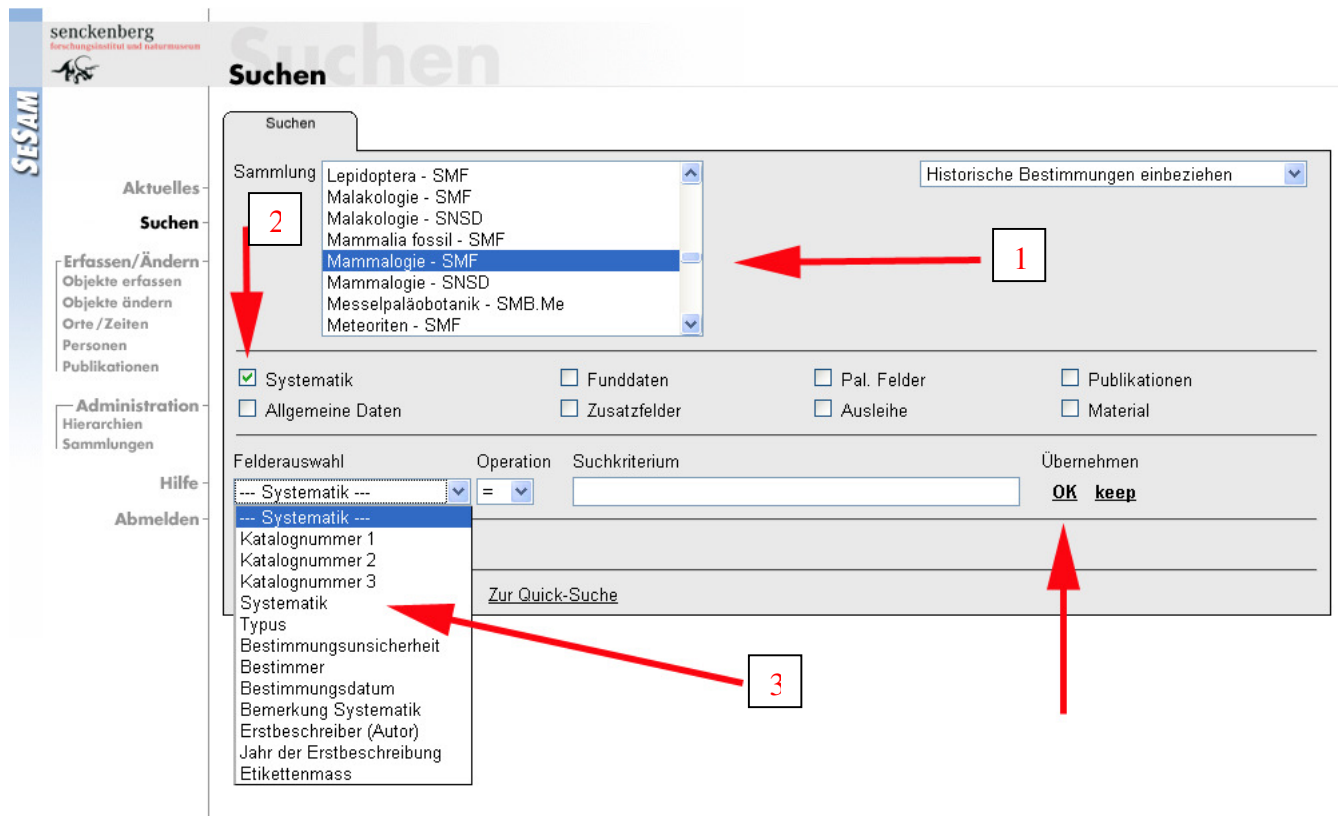 senckenberg
forschungsinstitut und naturmuseum
Suchen
Suchen
SESAM
Aktuelles
Suchen
Erfassen/Ändern
Objekte erfassen
Objekte ändern
Orte/Zeiten
Personen
Publikationen
Administration
Hierarchien
Sammlungen
Hilfe
Abmelden
Suchen
Sammlung
Lepidoptera - SMF
Malakologie - SMF
Malakologie - SNSD
Mammalia fossil - SMF
Mammalogie - SMF
Mammalogie - SNSD
Messelpaläobotanik - SMB.Me
Meteoriten - SMF
Historische Bestimmungen einbeziehen
2
1
Systematik Funddaten Pal. Felder Publikationen
Allgemeine Daten Zusatzfelder Ausleihe Material
Felderauswahl Operation Suchkriterium Übernehmen
--- Systematik --- = OK keep
--- Systematik ---
Katalognummer 1
Katalognummer 2
Katalognummer 3
Systematik
Typus
Bestimmungsunsicherheit
Bestimmer
Bestimmungsdatum
Bemerkung Systematik
Erstbeschreiber (Autor)
Jahr der Erstbeschreibung
Etikettenmass
Zur Quick-Suche
3